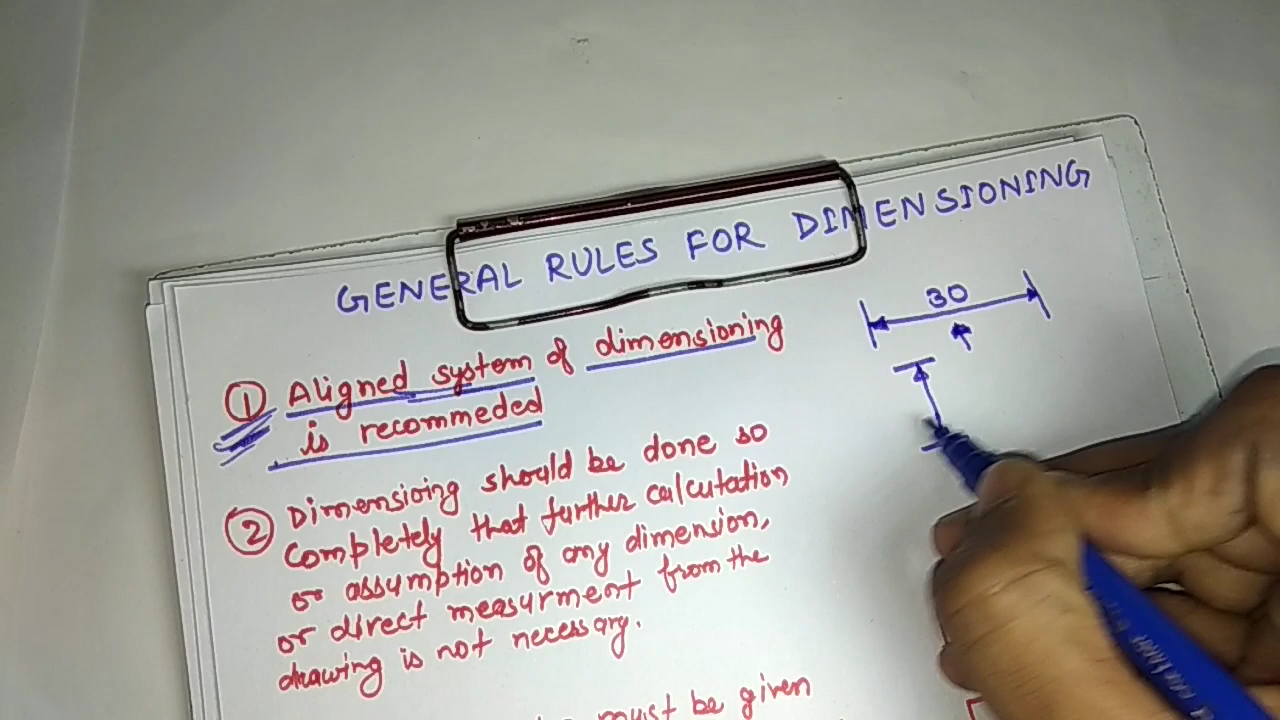 GENERAL RULES FOR DIMENSIONING
① Aligned system of dimensioning
is recommeded
30
② Dimensioing should be done so
completely that further calculation
or assumption of any dimension,
or direct measurment from the
drawing is not necessary.
must be given